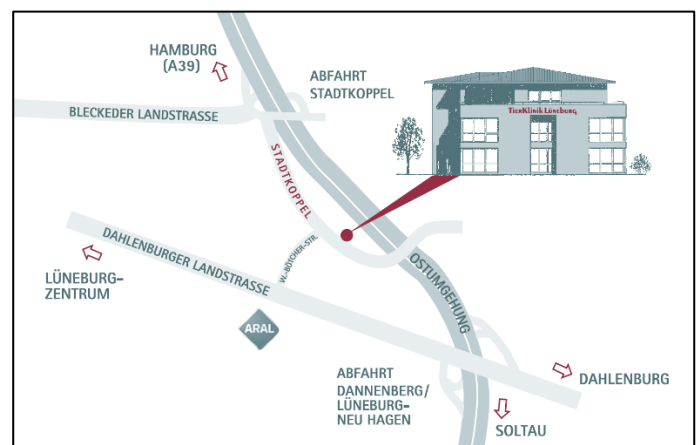 HAMBURG
(A39)
ABFAHRT
STADTKOPPEL
BLECKEDER LANDSTRASSE
TIERKLINIK LÜNEBURG
STADTKOPPEL
W.-BÖTCHER-STR.
DAHLENBURGER LANDSTRASSE
OSTUMGEHUNG
LÜNEBURG-
ZENTRUM
ARAL
ABFAHRT
DANNENBERG/
LÜNEBURG-
NEU HAGEN
DAHLENBURG
SOLTAU